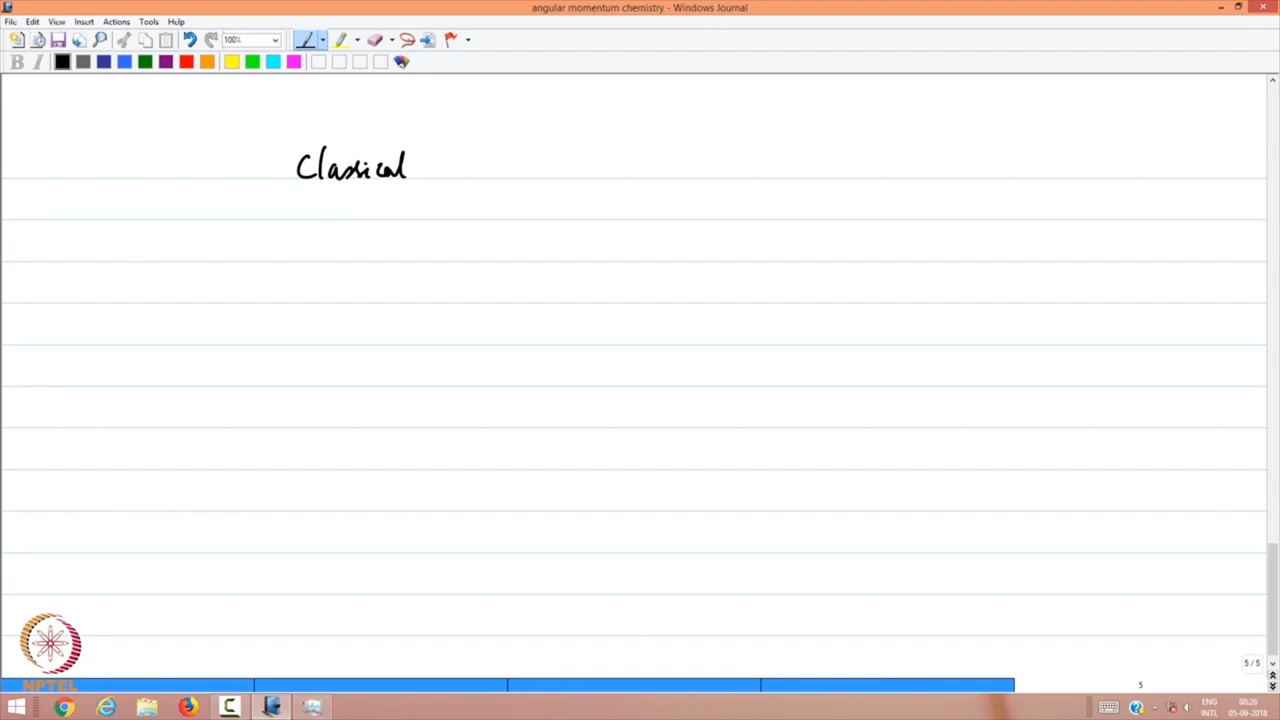 angular momentum chemistry - Windows Journal
File Edit View Insert Actions Tools Help
100%
B I
Classical
5 / 5
5
NPTEL
ENG 08:26
INTL 05-09-2018